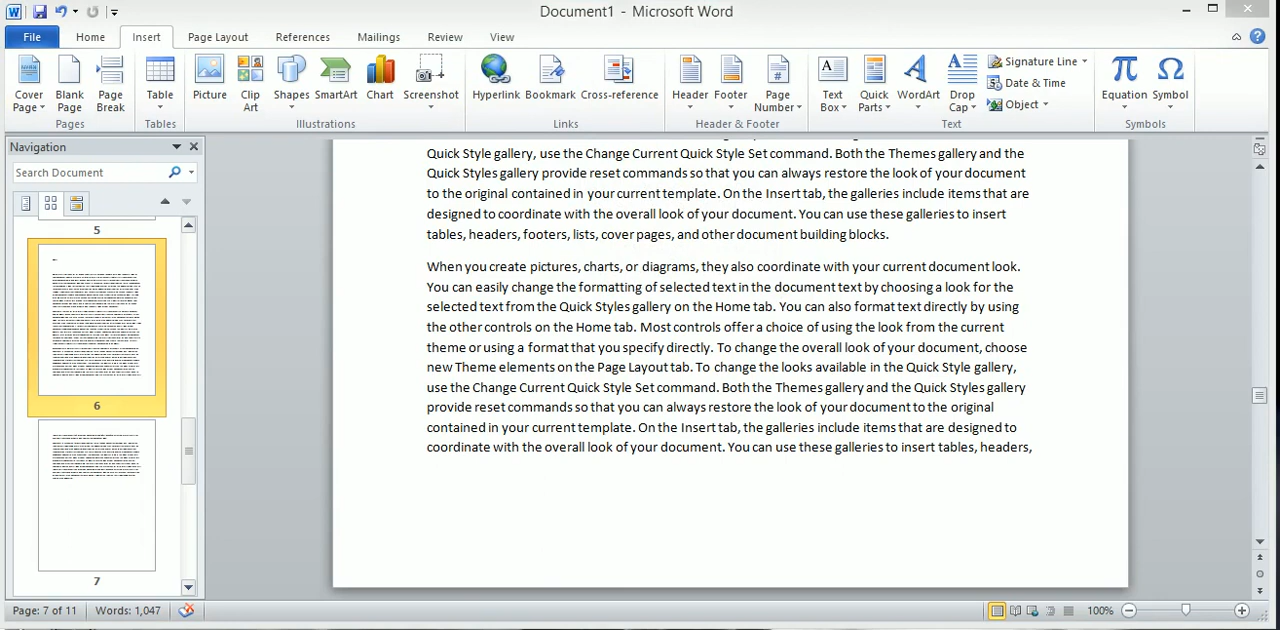 Document1 - Microsoft Word
File Home Insert Page Layout References Mailings Review View
Cover Page
Blank Page
Page Break
Table
Picture
Clip Art
Shapes
SmartArt
Chart
Screenshot
Hyperlink
Bookmark
Cross-reference
Header
Footer
Page Number
Text Box
Quick Parts
WordArt
Drop Cap
Signature Line
Date & Time
Object
Equation
Symbol
Pages Tables Illustrations Links Header & Footer Text Symbols
Navigation
Search Document
5
6
7
Quick Style gallery, use the Change Current Quick Style Set command. Both the Themes gallery and the
Quick Styles gallery provide reset commands so that you can always restore the look of your document
to the original contained in your current template. On the Insert tab, the galleries include items that are
designed to coordinate with the overall look of your document. You can use these galleries to insert
tables, headers, footers, lists, cover pages, and other document building blocks.
When you create pictures, charts, or diagrams, they also coordinate with your current document look.
You can easily change the formatting of selected text in the document text by choosing a look for the
selected text from the Quick Styles gallery on the Home tab. You can also format text directly by using
the other controls on the Home tab. Most controls offer a choice of using the look from the current
theme or using a format that you specify directly. To change the overall look of your document, choose
new Theme elements on the Page Layout tab. To change the looks available in the Quick Style gallery,
use the Change Current Quick Style Set command. Both the Themes gallery and the Quick Styles gallery
provide reset commands so that you can always restore the look of your document to the original
contained in your current template. On the Insert tab, the galleries include items that are designed to
coordinate with the overall look of your document. You can use these galleries to insert tables, headers,
Page: 7 of 11 Words: 1,047 100%